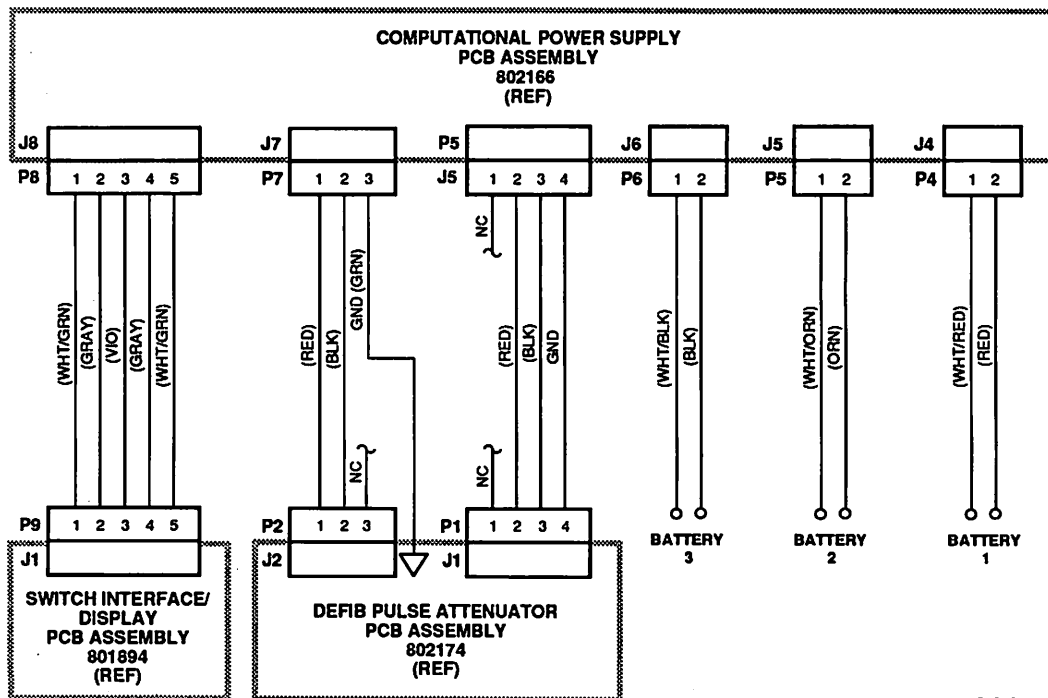 COMPUTATIONAL POWER SUPPLY
PCB ASSEMBLY
802166
(REF)
J8 J7 P5 J6 J5 J4
P8 1 2 3 4 5 P7 1 2 3 J5 1 2 3 4 P6 1 2 P5 1 2 P4 1 2
NC
(WHT/GRN) (GRAY) (VIO) (GRAY) (WHT/GRN)
(RED) (BLK) GND (GRN)
(RED) (BLK) GND
(WHT/BLK) (BLK)
(WHT/ORN) (ORN)
(WHT/RED) (RED)
NC NC
P9 1 2 3 4 5 P2 1 2 3 P1 1 2 3 4
J1 J2 J1
BATTERY
3
BATTERY
2
BATTERY
1
SWITCH INTERFACE/
DISPLAY
PCB ASSEMBLY
801894
(REF)
DEFIB PULSE ATTENUATOR
PCB ASSEMBLY
802174
(REF)